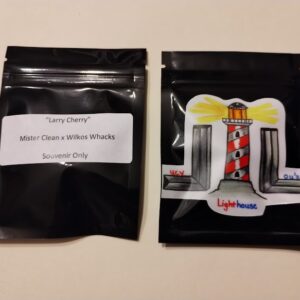 "Larry Cherry"
Mister Clean x Wilkos Whacks
Souvenir Only
Lighthouse